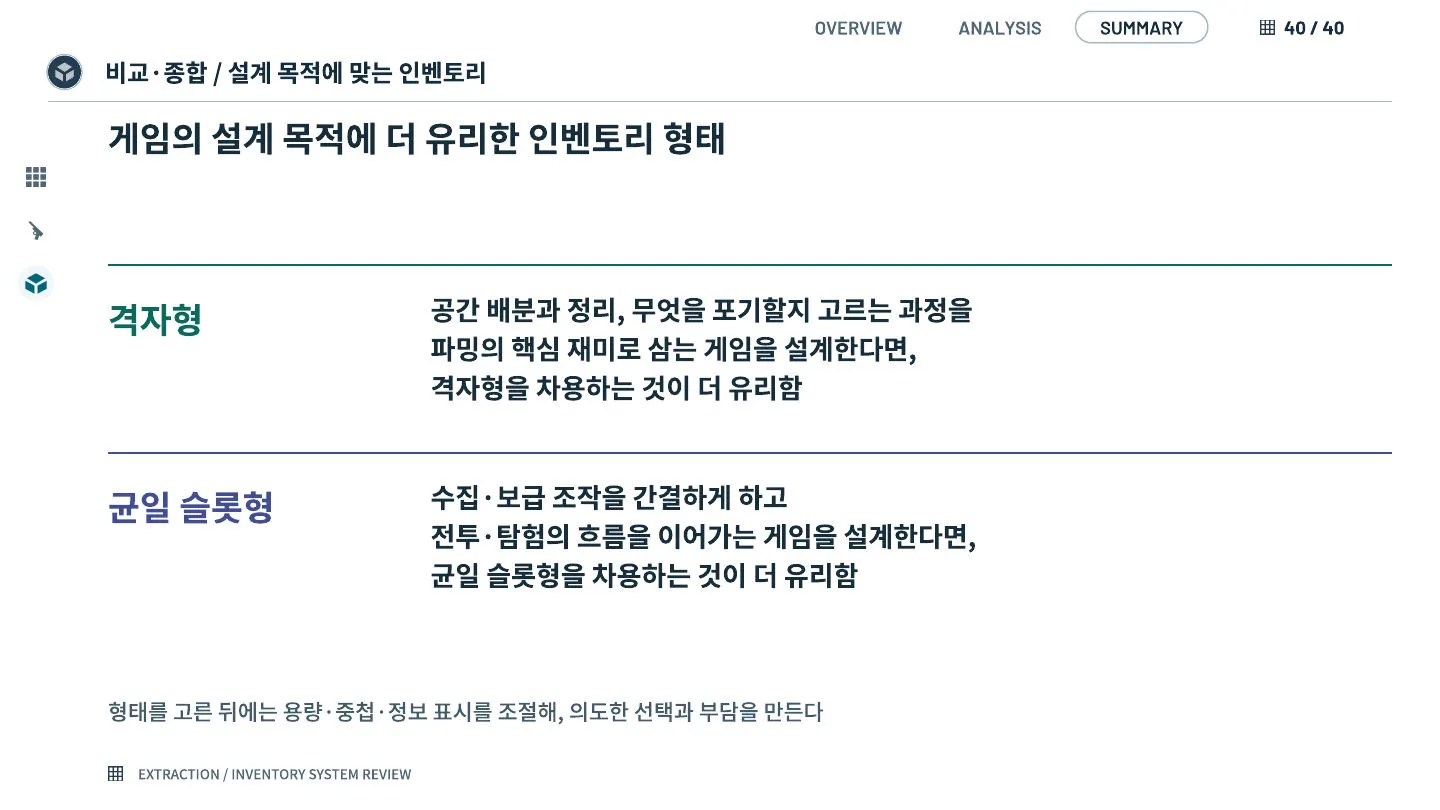 OVERVIEW ANALYSIS SUMMARY 40 / 40
비교·종합 / 설계 목적에 맞는 인벤토리
게임의 설계 목적에 더 유리한 인벤토리 형태
격자형
공간 배분과 정리, 무엇을 포기할지 고르는 과정을
파밍의 핵심 재미로 삼는 게임을 설계한다면,
격자형을 차용하는 것이 더 유리함
균일 슬롯형
수집·보급 조작을 간결하게 하고
전투·탐험의 흐름을 이어가는 게임을 설계한다면,
균일 슬롯형을 차용하는 것이 더 유리함
형태를 고른 뒤에는 용량·중첩·정보 표시를 조절해, 의도한 선택과 부담을 만든다
EXTRACTION / INVENTORY SYSTEM REVIEW